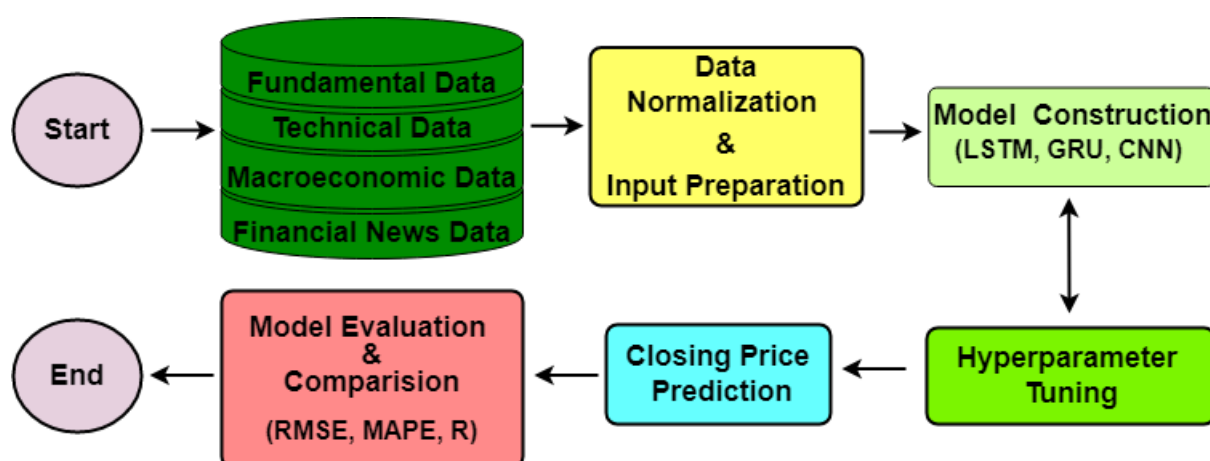 Start
Fundamental Data
Technical Data
Macroeconomic Data
Financial News Data
Data
Normalization
&
Input Preparation
Model Construction
(LSTM, GRU, CNN)
Hyperparameter
Tuning
Closing Price
Prediction
Model Evaluation
&
Comparision
(RMSE, MAPE, R)
End